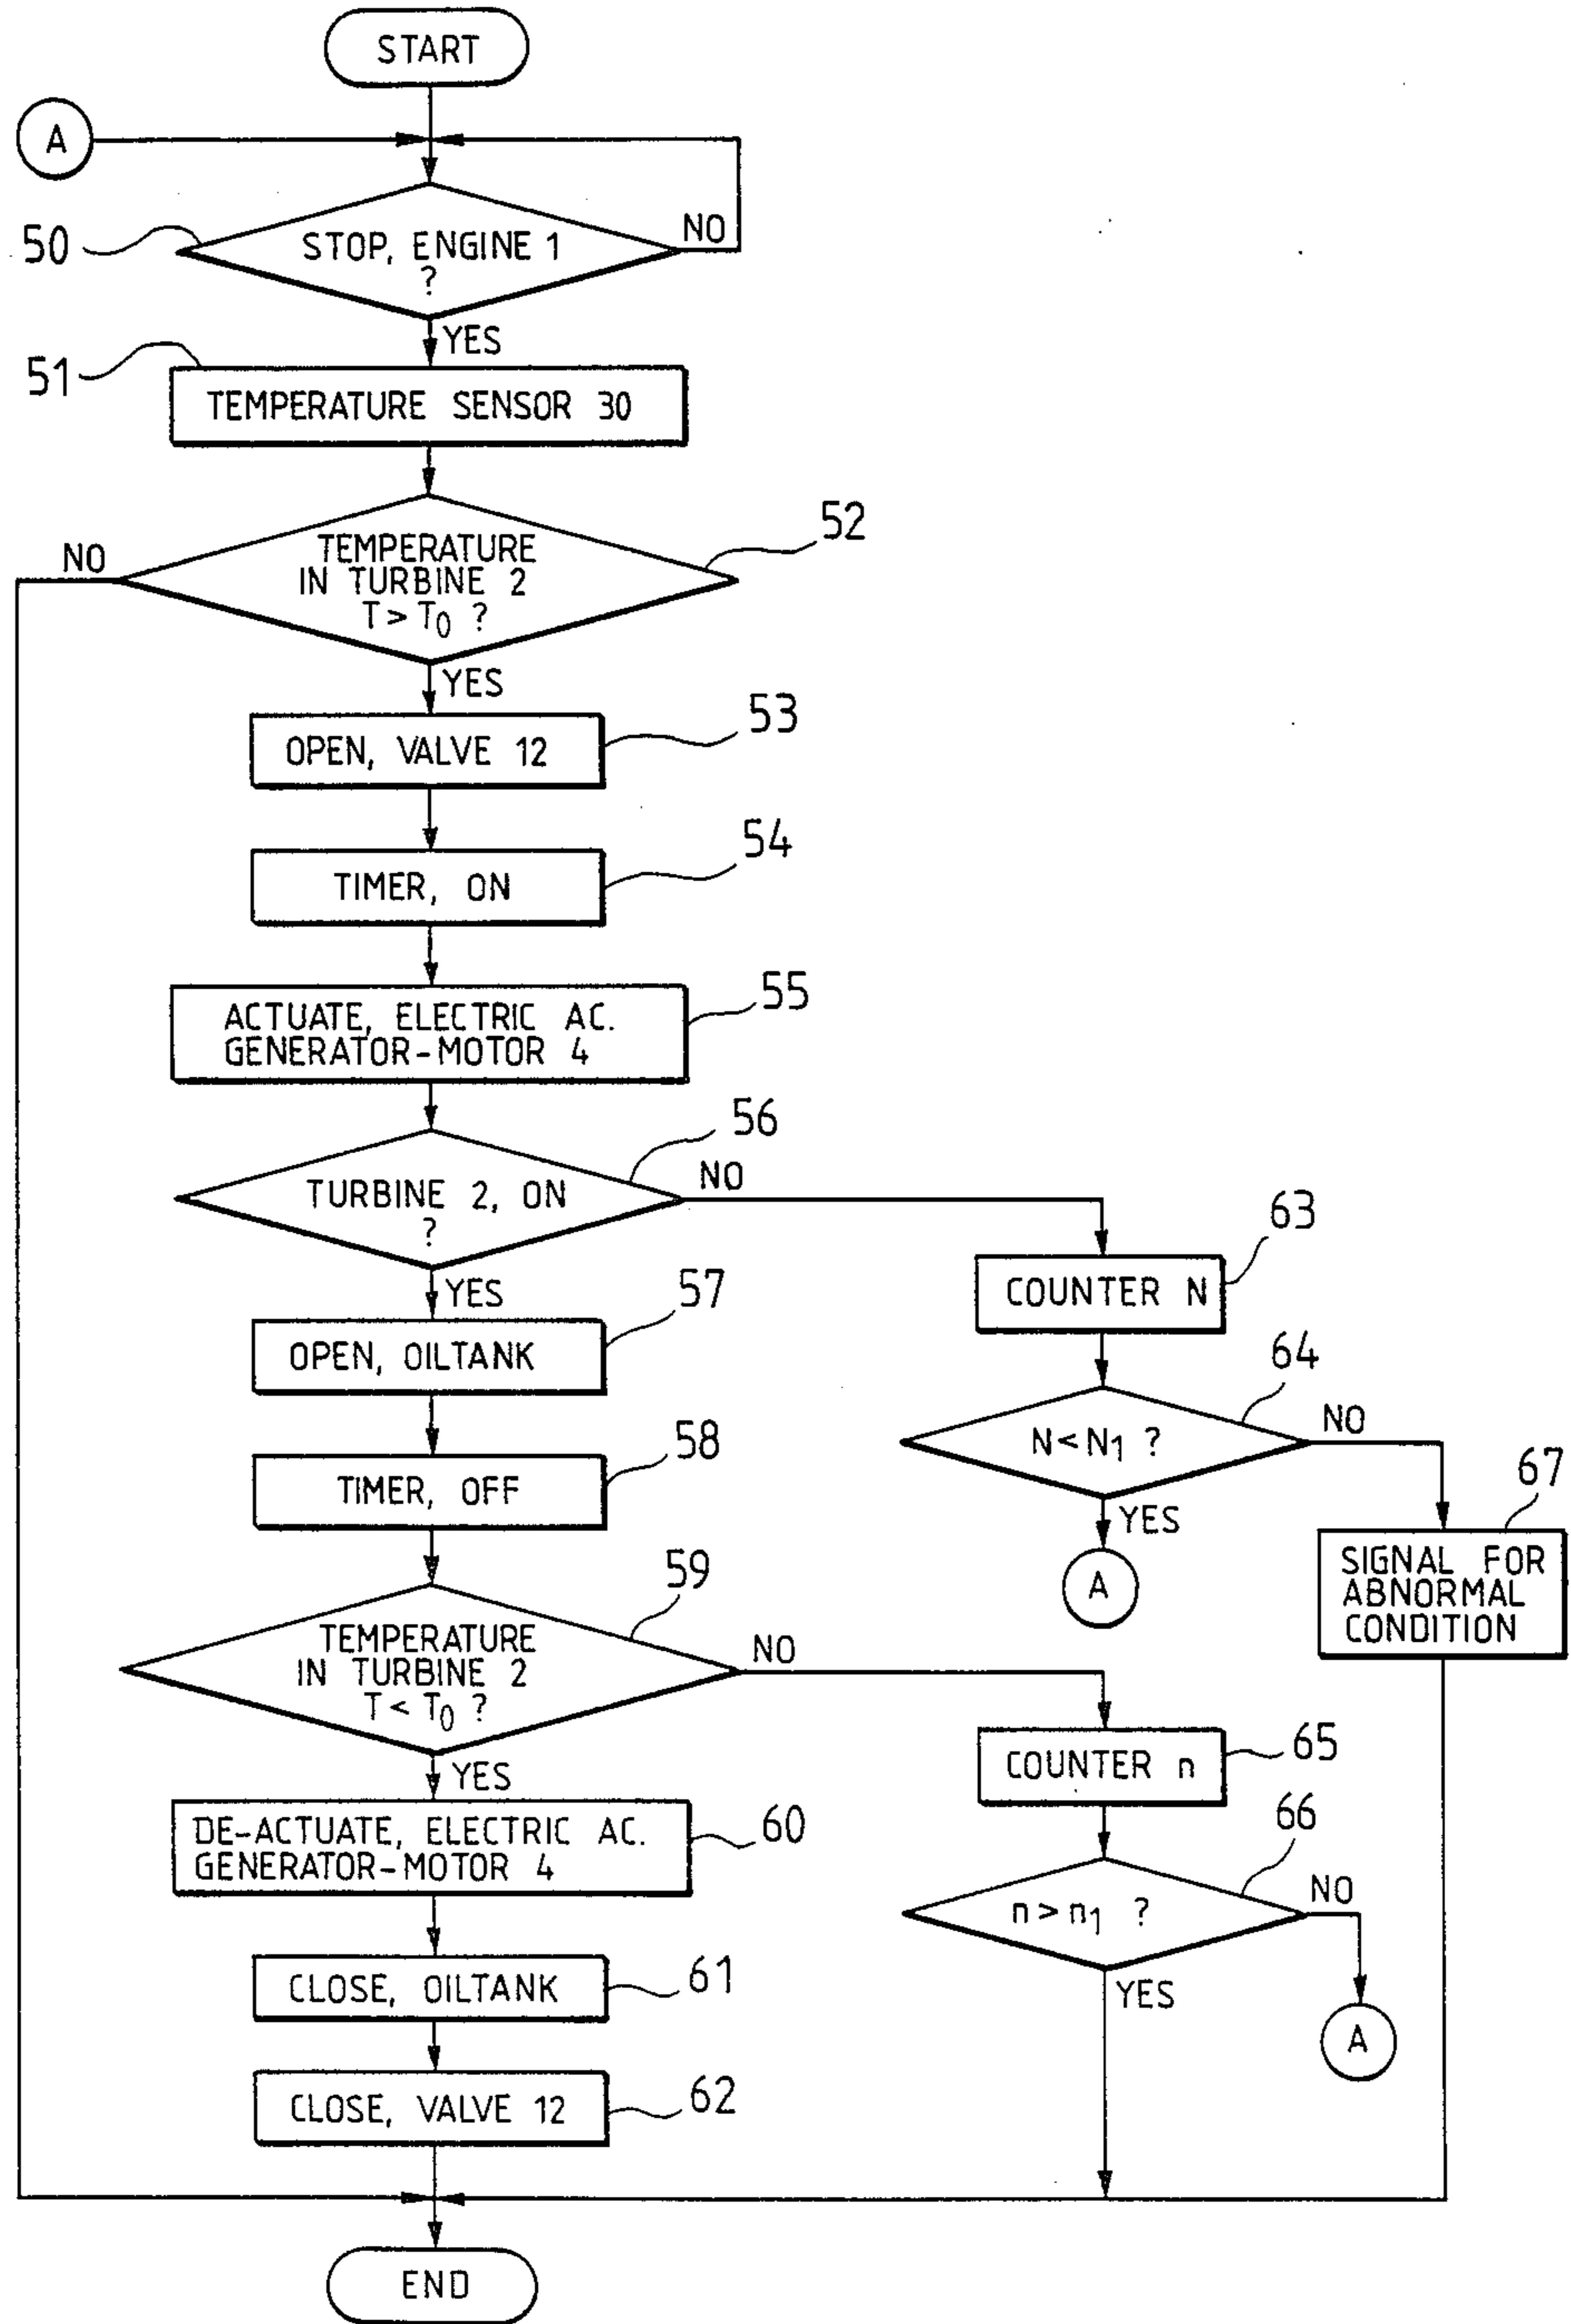 START
A
50
STOP, ENGINE 1
?
NO
YES
51
TEMPERATURE SENSOR 30
52
NO
TEMPERATURE
IN TURBINE 2
T > T0 ?
YES
53
OPEN, VALVE 12
54
TIMER, ON
55
ACTUATE, ELECTRIC AC.
GENERATOR-MOTOR 4
56
TURBINE 2, ON
?
NO
YES
63
COUNTER N
57
OPEN, OILTANK
64
N < N1 ?
NO
YES
A
58
TIMER, OFF
67
SIGNAL FOR
ABNORMAL
CONDITION
59
TEMPERATURE
IN TURBINE 2
T < T0 ?
NO
YES
65
COUNTER n
60
DE-ACTUATE, ELECTRIC AC.
GENERATOR-MOTOR 4
66
n > n1 ?
NO
YES
A
61
CLOSE, OILTANK
62
CLOSE, VALVE 12
END